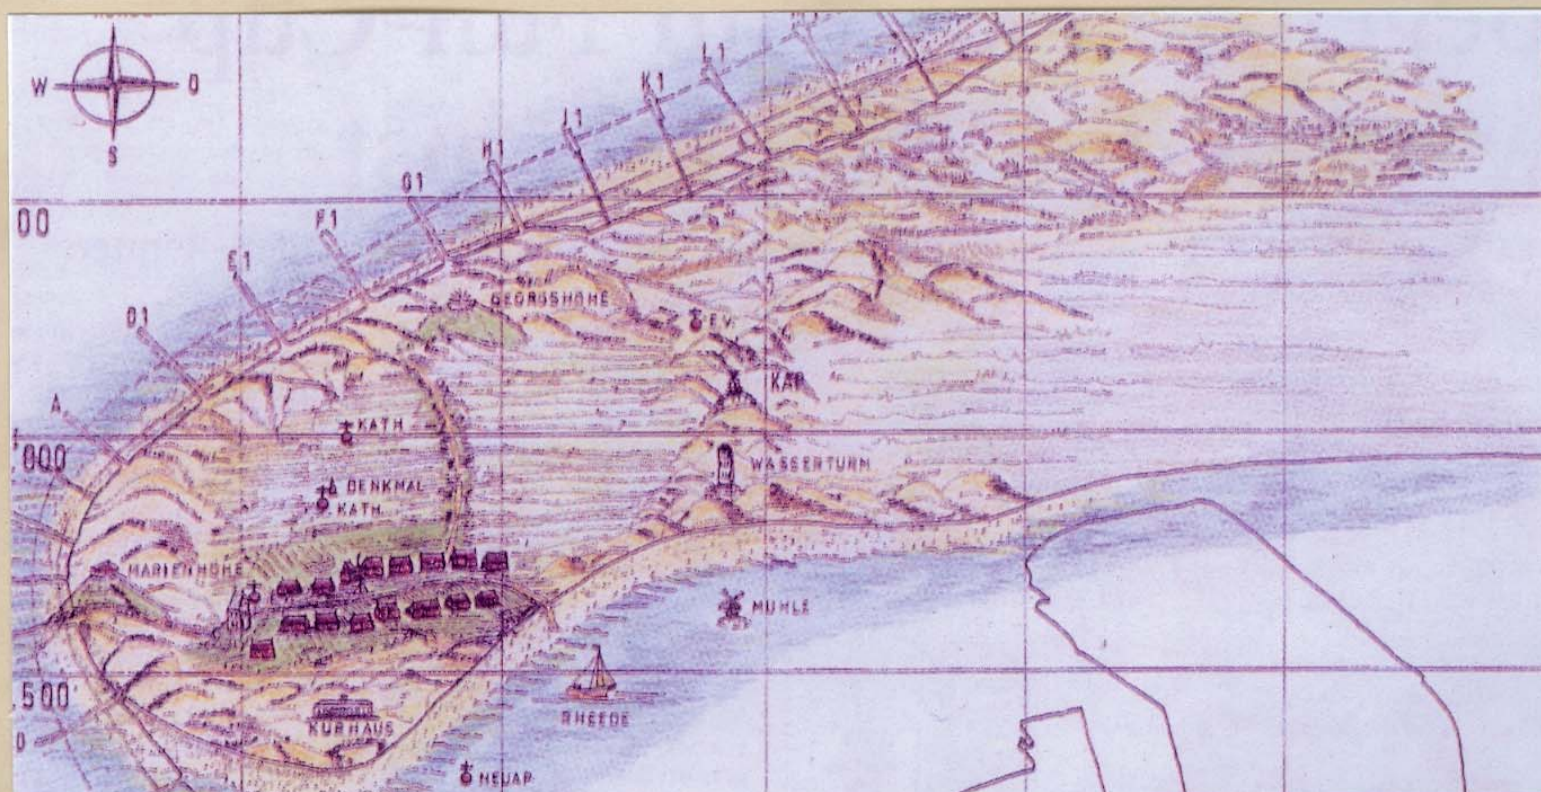 W
O
S
L1
K1
J1
H1
G1
F1
E1
D1
A
00
000
500
GEORGSHÖHE
EV.
KAP
KATH
WASSERTURM
DENKMAL
KATH.
MARIENHÖHE
MÜHLE
RHEEDE
KURHAUS
NEUAP.